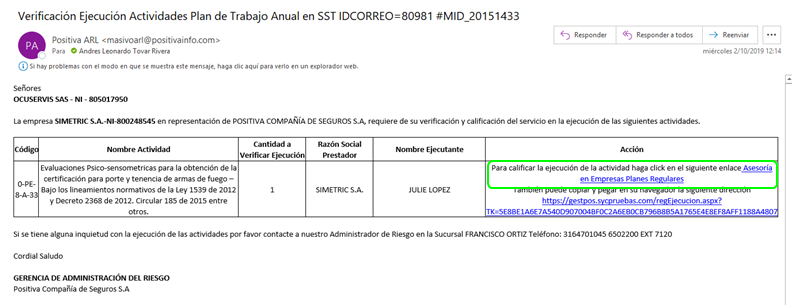 Verificación Ejecución Actividades Plan de Trabajo Anual en SST IDCORREO=80981 #MID_20151433
PA
Positiva ARL <masivoarl@positivainfo.com>
Para Andres Leonardo Tovar Rivera
Responder
Responder a todos
Reenviar
...
miércoles 2/10/2019 12:14
Si hay problemas con el modo en que se muestra este mensaje, haga clic aquí para verlo en un explorador web.
Señores
OCUSERVIS SAS - NI - 805017950
La empresa SIMETRIC S.A.-NI-800248545 en representación de POSITIVA COMPAÑÍA DE SEGUROS S.A, requiere de su verificación y calificación del servicio en la ejecución de las siguientes actividades.
Código
Nombre Actividad
Cantidad a
Verificar Ejecución
Razón Social
Prestador
Nombre Ejecutante
Acción
0-PE-
8-A-33
Evaluaciones Psico-sensometricas para la obtención de la
certificación para porte y tenencia de armas de fuego –
Bajo los lineamientos normativos de la Ley 1539 de 2012
y Decreto 2368 de 2012. Circular 185 de 2015 entre
otros.
1
SIMETRIC S.A.
JULIE LOPEZ
Para calificar la ejecución de la actividad haga click en el siguiente enlace Asesoría
en Empresas Planes Regulares
También puede copiar y pegar en su navegador la siguiente dirección
https://gestpos.sycpruebas.com/regEjecucion.aspx?
TK=5E8BE1A6E7A540D907004BF0C2A6EB0CB796B8B5A1765E4E8EF8AFF1188A4807
Si se tiene alguna inquietud con la ejecución de las actividades por favor contacte a nuestro Administrador de Riesgo en la Sucursal FRANCISCO ORTIZ Teléfono: 3164701045 6502200 EXT 7120
Cordial Saludo
GERENCIA DE ADMINISTRACIÓN DEL RIESGO
Positiva Compañía de Seguros S.A